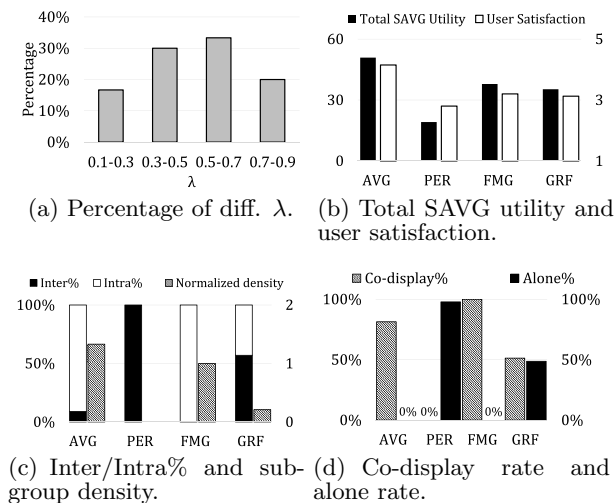 40%
30%
20%
10%
0%
Percentage
0.1-0.3 0.3-0.5 0.5-0.7 0.7-0.9
λ
(a) Percentage of diff. λ.
Total SAVG Utility User Satisfaction
60
30
0
5
3
1
AVG PER FMG GRF
(b) Total SAVG utility and
user satisfaction.
Inter% Intra% Normalized density
100%
50%
0%
2
1
0
AVG PER FMG GRF
(c) Inter/Intra% and sub-
group density.
Co-display% Alone%
100%
50%
0%
0% 0% 0%
100%
50%
0%
AVG PER FMG GRF
(d) Co-display rate and
alone rate.